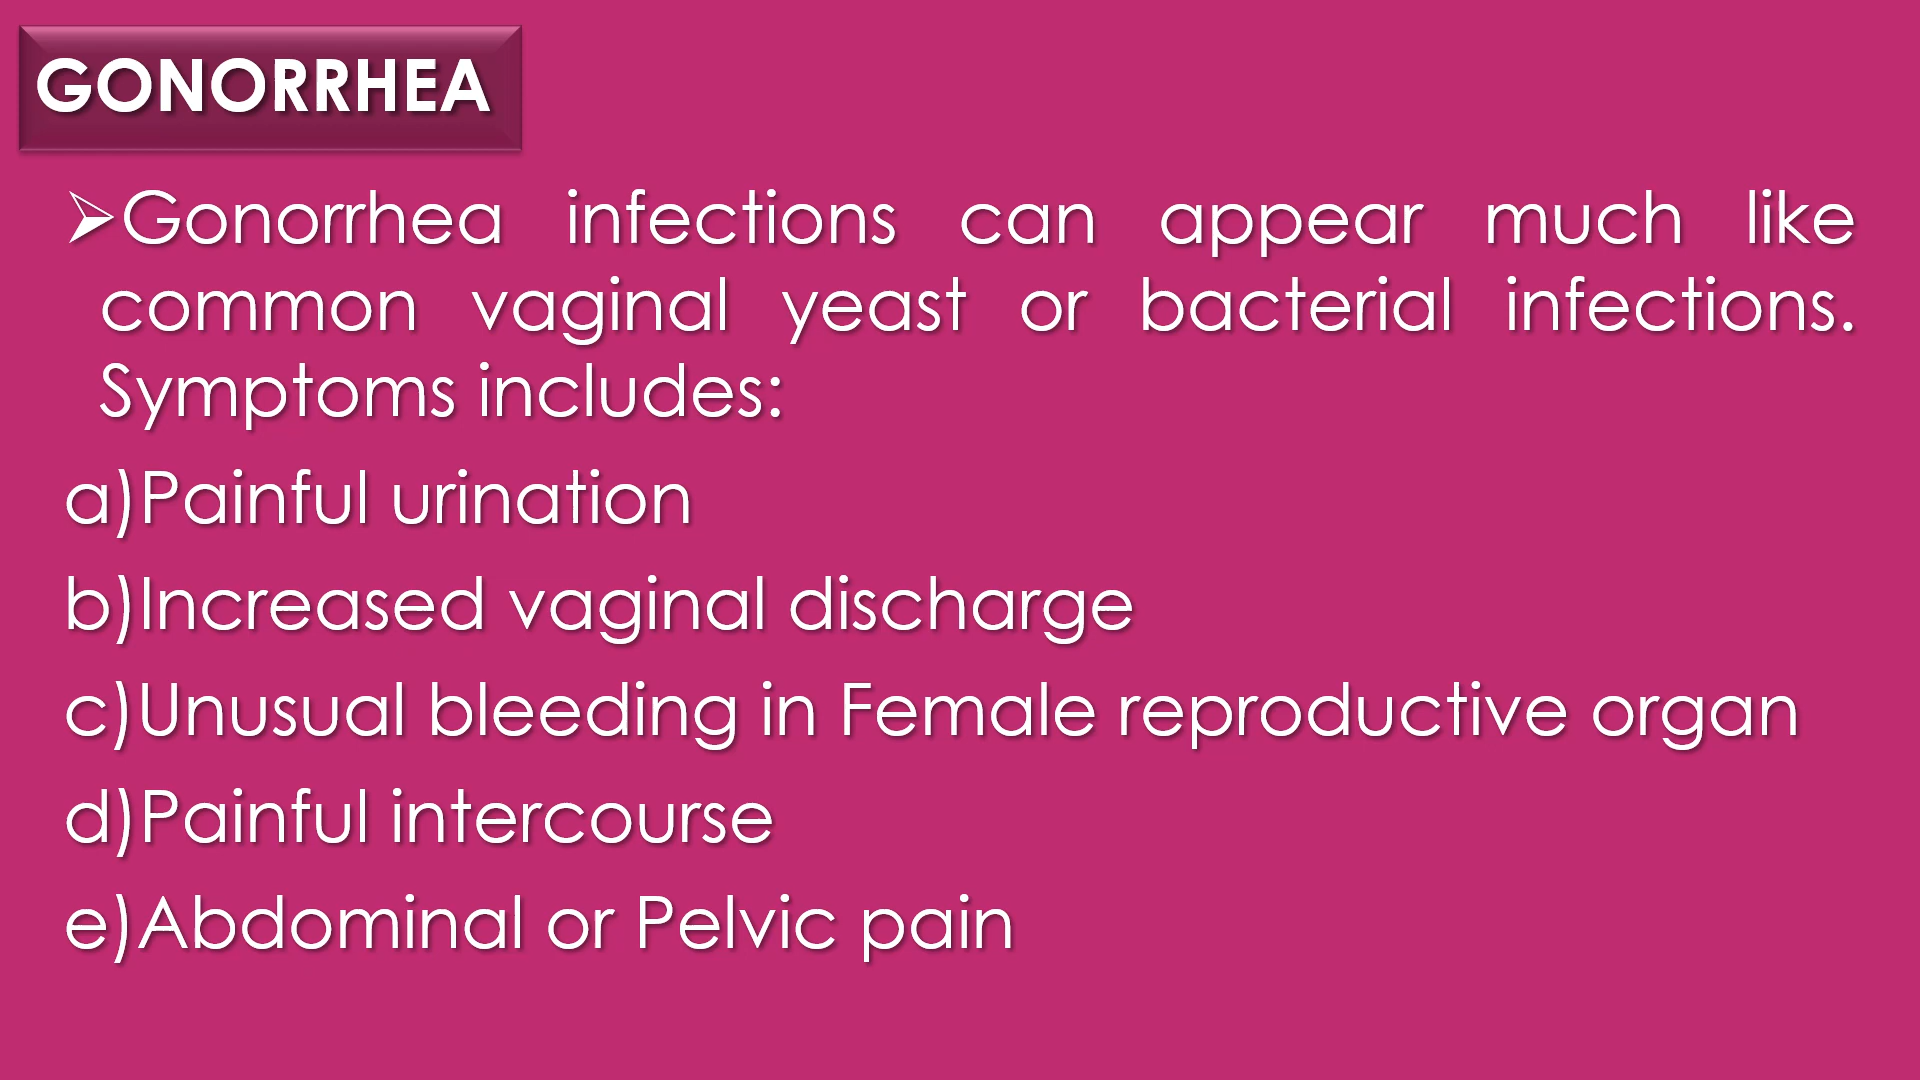 GONORRHEA
➢Gonorrhea infections can appear much like
common vaginal yeast or bacterial infections.
Symptoms includes:
a)Painful urination
b)Increased vaginal discharge
c)Unusual bleeding in Female reproductive organ
d)Painful intercourse
e)Abdominal or Pelvic pain